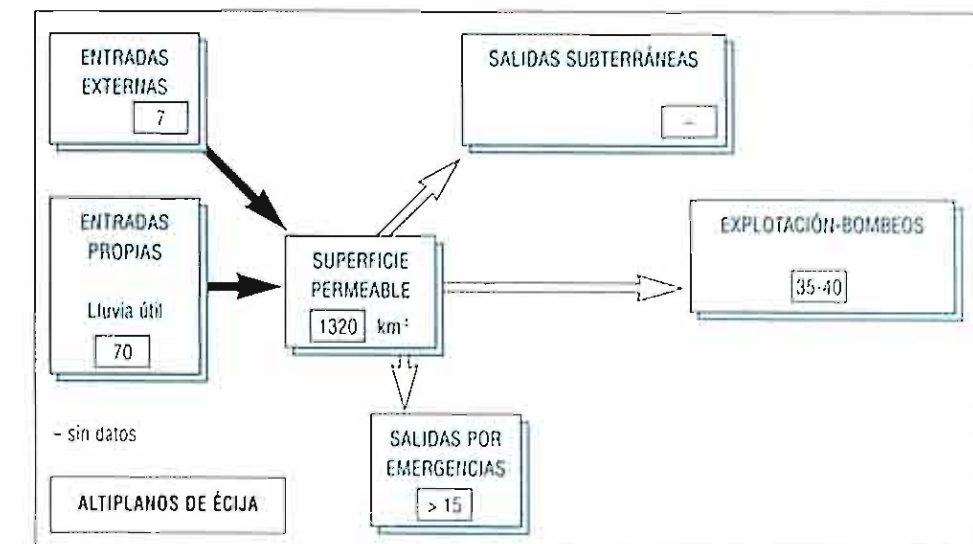 ENTRADAS
EXTERNAS
7
SALIDAS SUBTERRÁNEAS
–
ENTRADAS
PROPIAS
Lluvia útil
70
SUPERFICIE
PERMEABLE
1320 km²
EXPLOTACIÓN-BOMBEOS
35-40
– sin datos
SALIDAS POR
EMERGENCIAS
> 15
ALTIPLANOS DE ÉCIJA